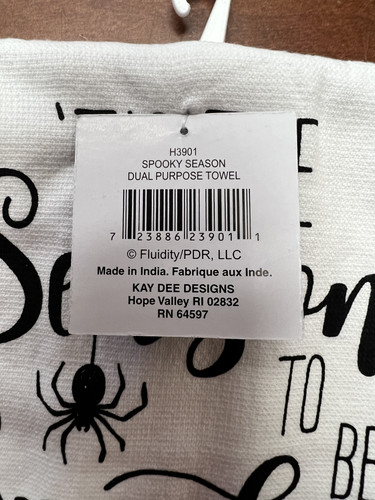 H3901
SPOOKY SEASON
DUAL PURPOSE TOWEL
7 23886 23901 1
© Fluidity/PDR, LLC
Made in India. Fabrique aux Inde.
KAY DEE DESIGNS
Hope Valley RI 02832
RN 64597
TO
BE